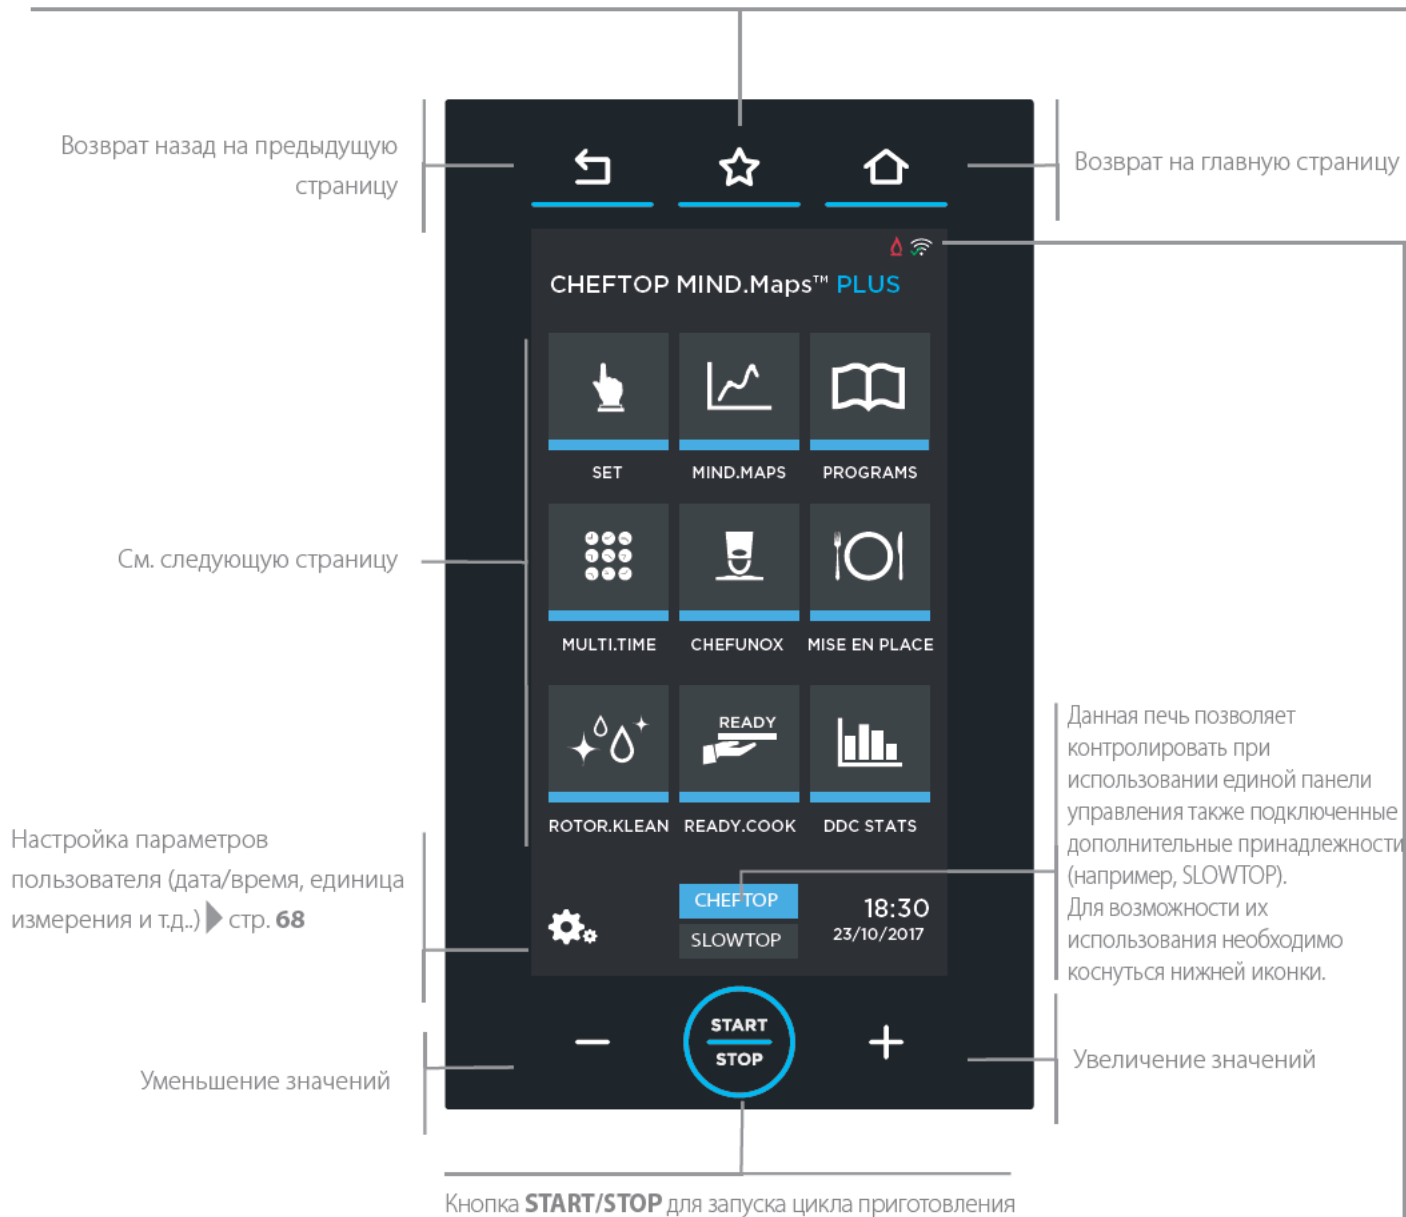 Возврат назад на предыдущую
страницу
Возврат на главную страницу
CHEFTOP MIND.Maps™ PLUS
SET
MIND.MAPS
PROGRAMS
См. следующую страницу
MULTI.TIME
CHEFUNOX
MISE EN PLACE
READY
ROTOR.KLEAN
READY.COOK
DDC STATS
Данная печь позволяет
контролировать при
использовании единой панели
управления также подключенные
дополнительные принадлежности
(например, SLOWTOP).
Для возможности их
использования необходимо
коснуться нижней иконки.
Настройка параметров
пользователя (дата/время, единица
измерения и т.д..) стр. 68
CHEFTOP
SLOWTOP
18:30
23/10/2017
START
STOP
Уменьшение значений
Увеличение значений
Кнопка START/STOP для запуска цикла приготовления